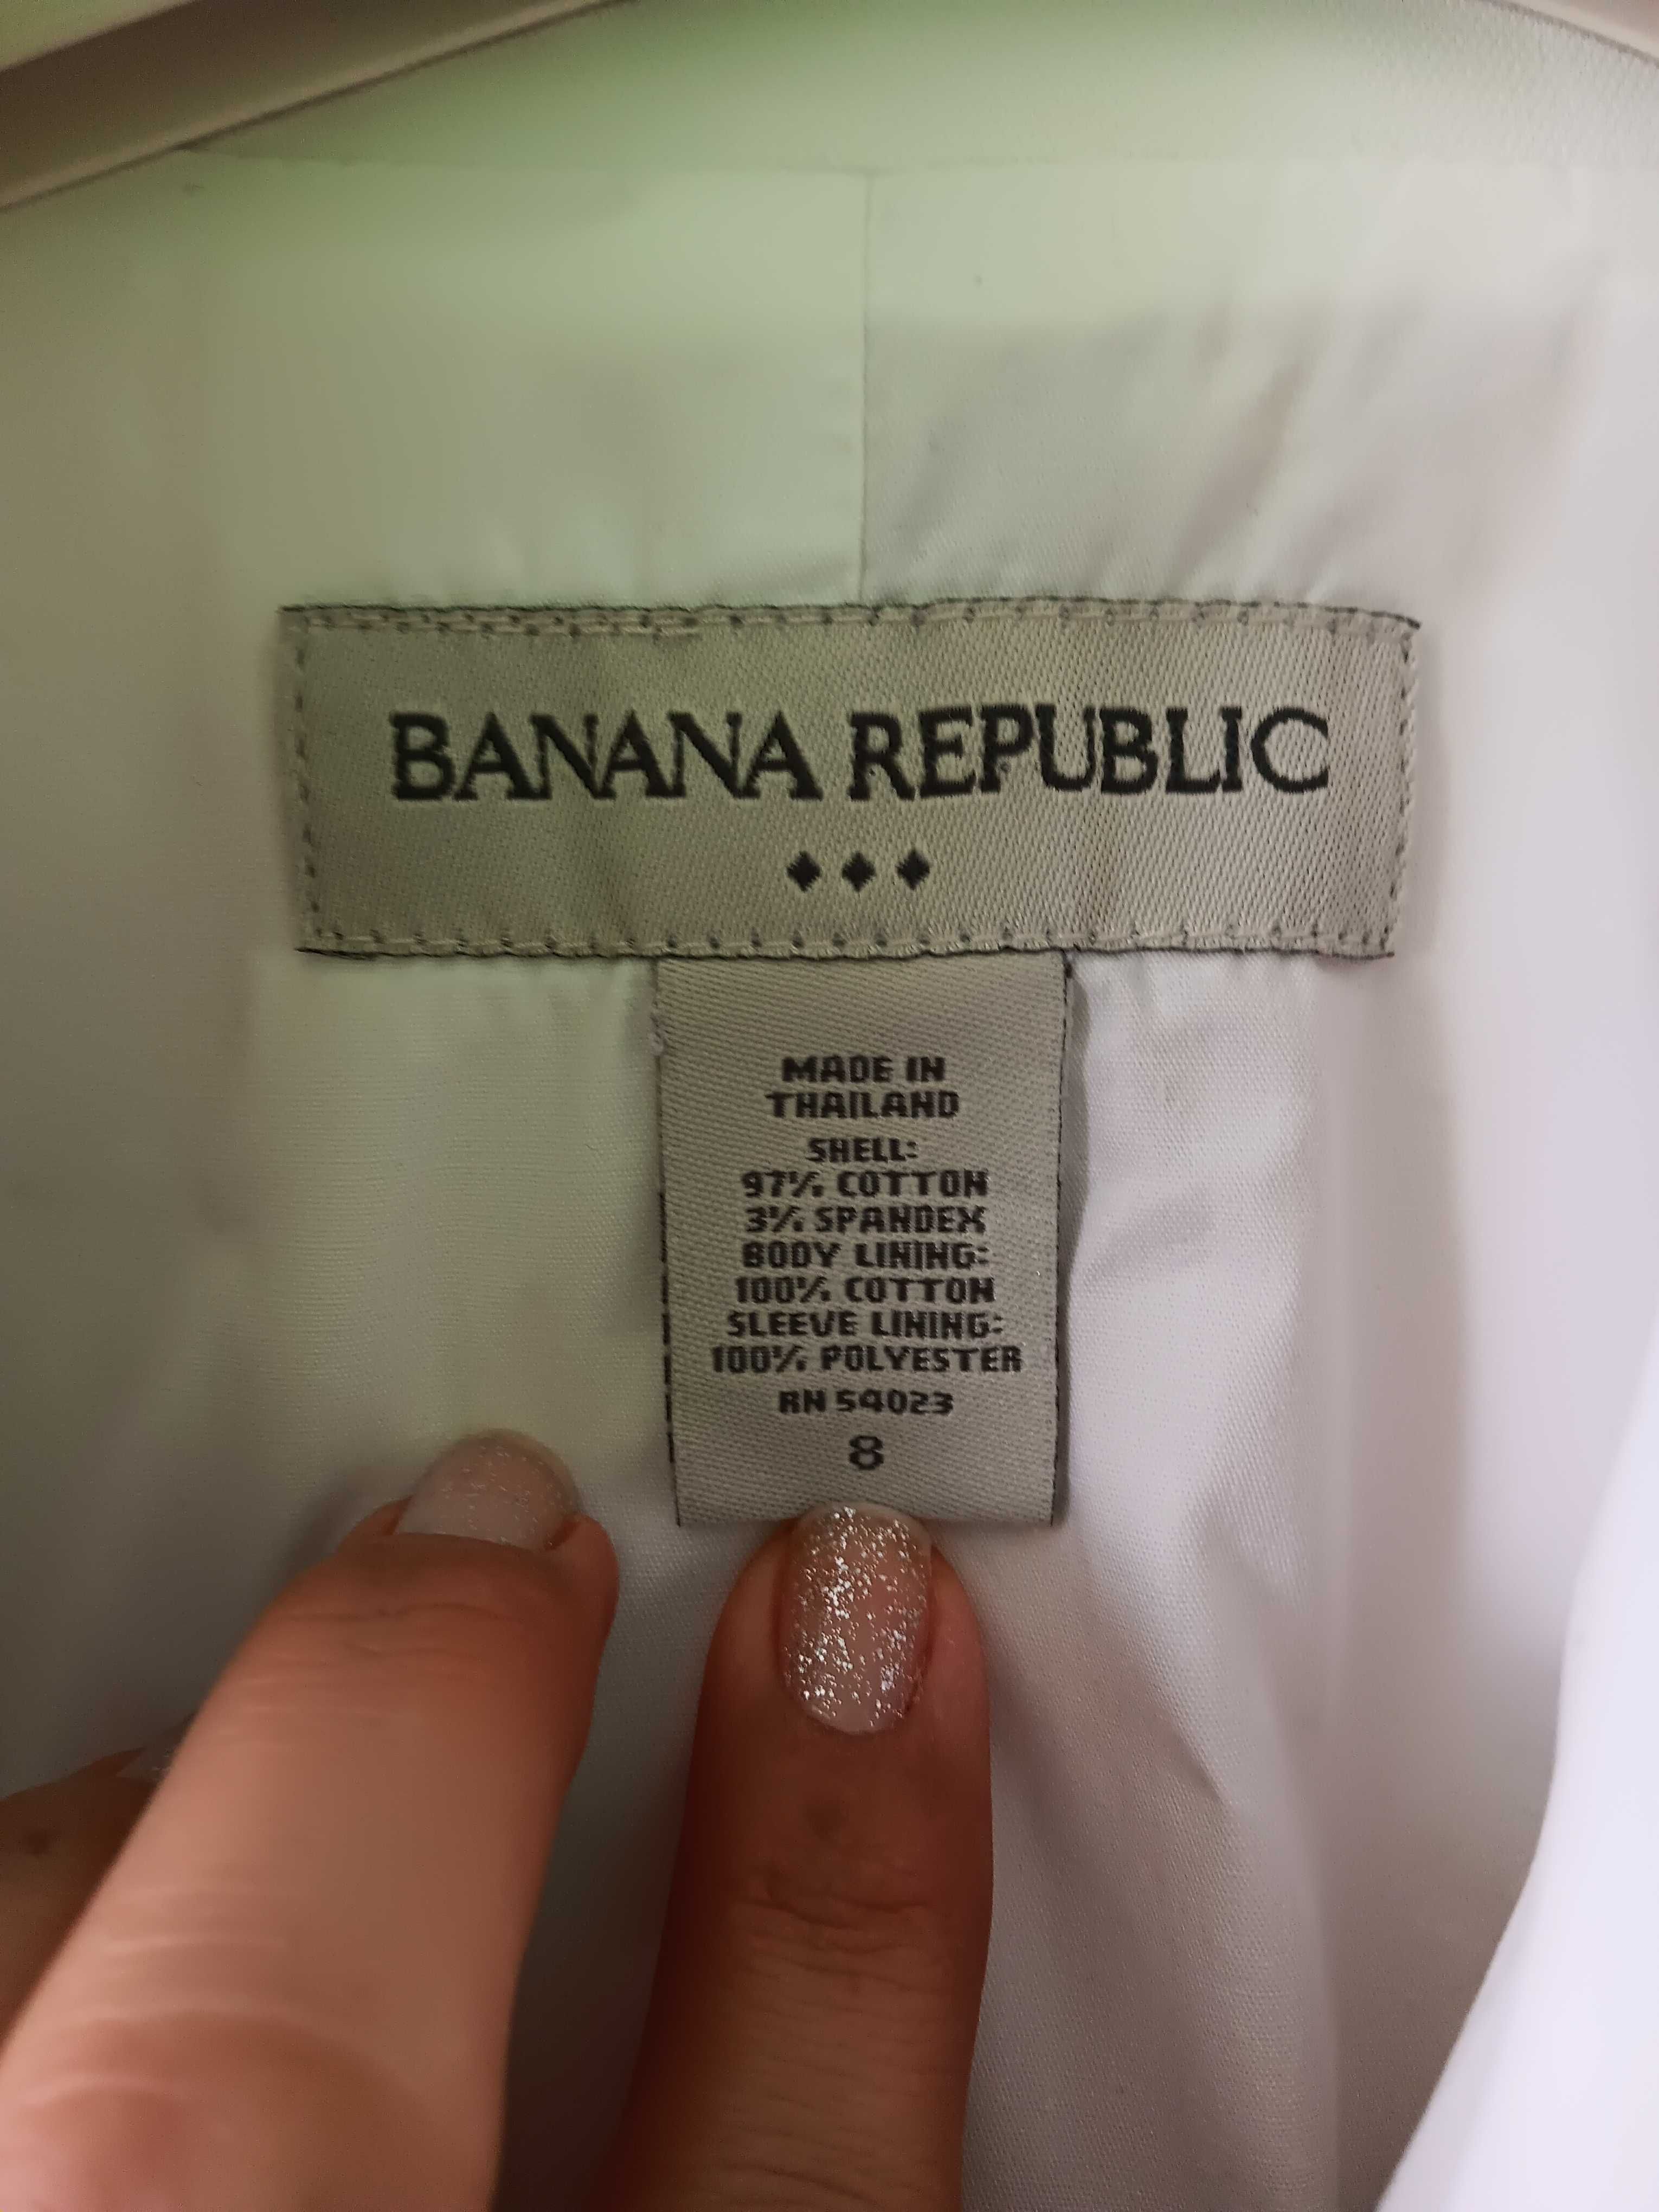 BANANA REPUBLIC
◆◆◆
MADE IN
THAILAND
SHELL:
97% COTTON
3% SPANDEX
BODY LINING:
100% COTTON
SLEEVE LINING:
100% POLYESTER
RN 54023
8